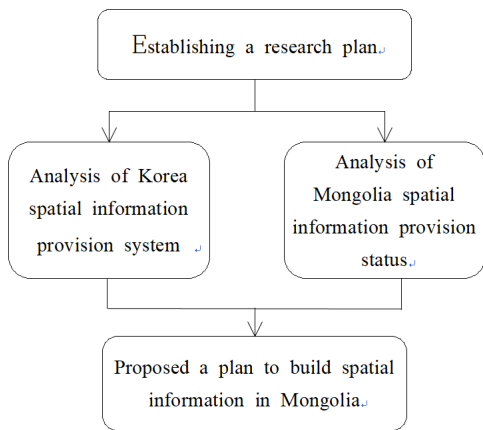 Establishing a research plan.
Analysis of Korea
spatial information
provision system
Analysis of
Mongolia spatial
information provision
status.
Proposed a plan to build spatial
information in Mongolia.